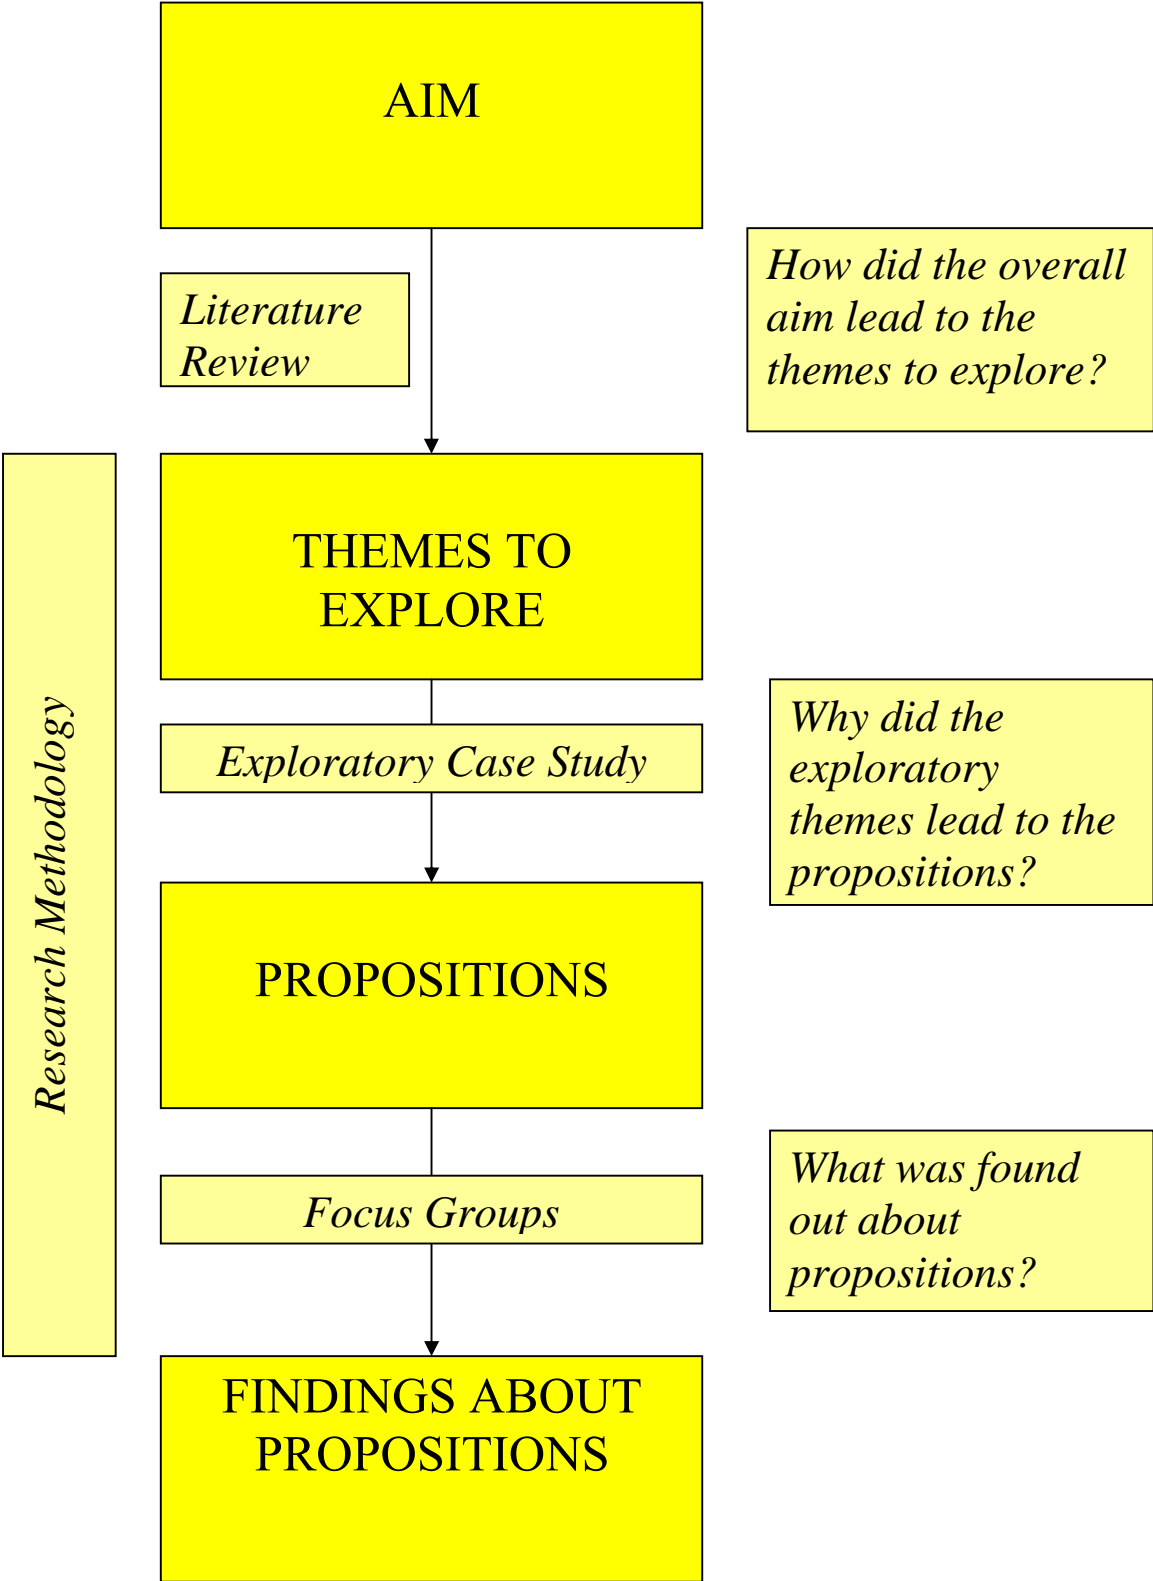 AIM
Literature
Review
How did the overall
aim lead to the
themes to explore?
Research Methodology
THEMES TO
EXPLORE
Exploratory Case Study
Why did the
exploratory
themes lead to the
propositions?
PROPOSITIONS
Focus Groups
What was found
out about
propositions?
FINDINGS ABOUT
PROPOSITIONS